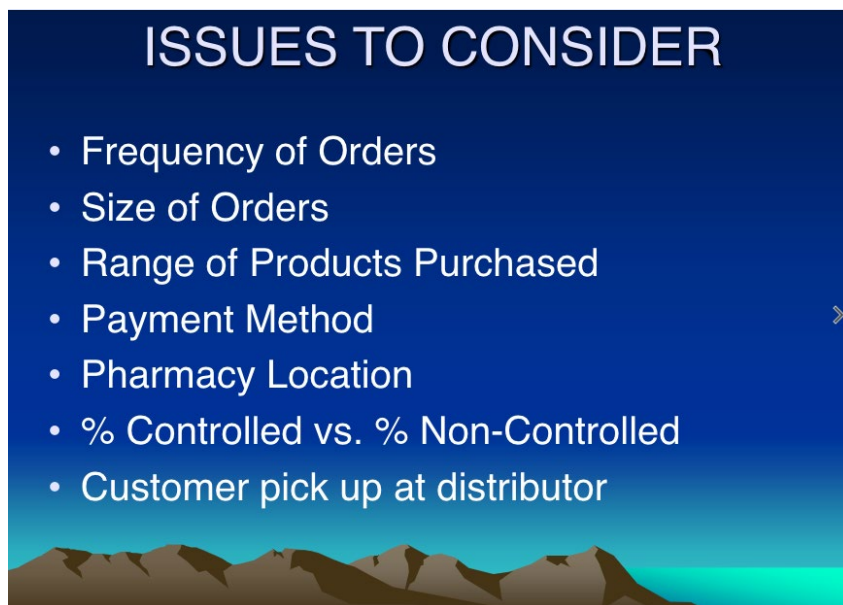 ISSUES TO CONSIDER
• Frequency of Orders
• Size of Orders
• Range of Products Purchased
• Payment Method
• Pharmacy Location
• % Controlled vs. % Non-Controlled
• Customer pick up at distributor